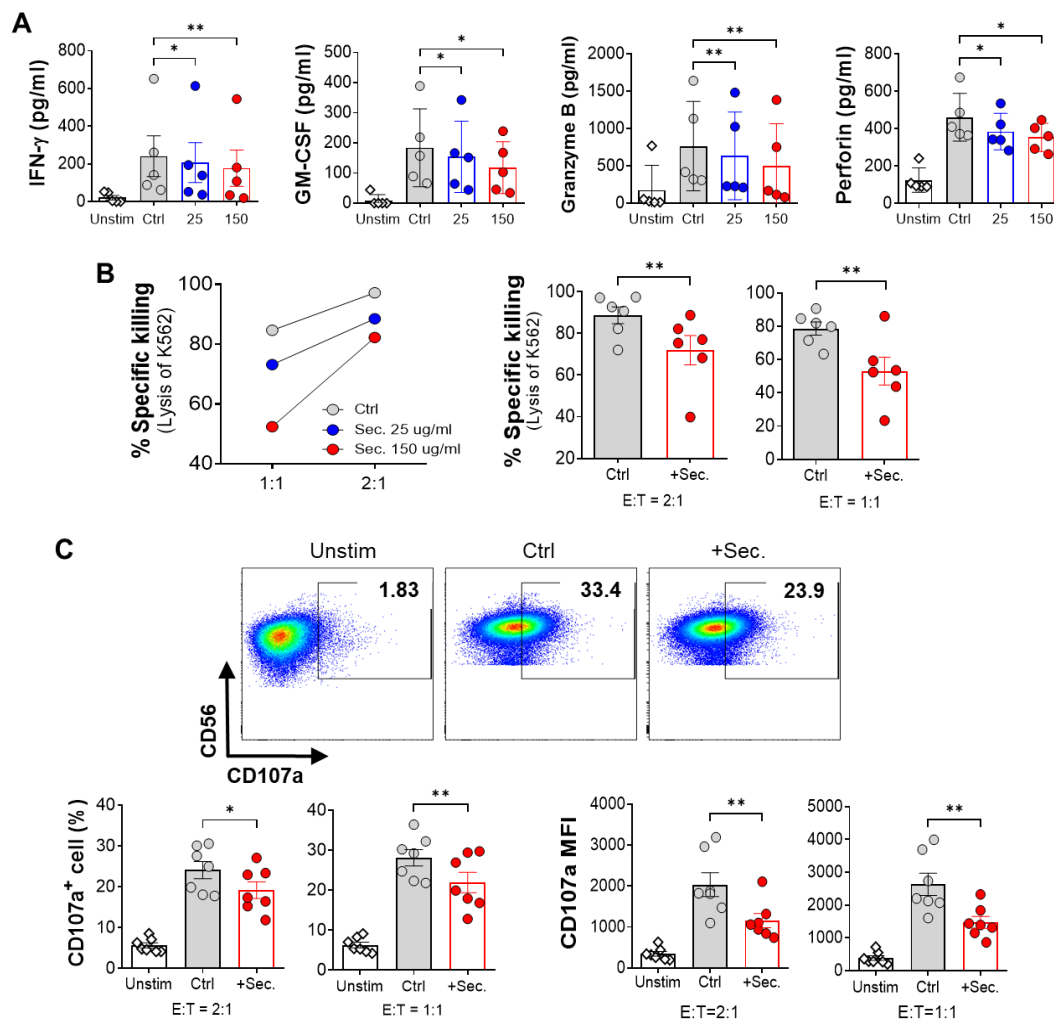 A
IFN-γ (pg/ml)
800
600
400
200
0
*
**
Unstim Ctrl 25 150
GM-CSF (pg/ml)
500
400
300
200
100
0
*
*
Unstim Ctrl 25 150
Granzyme B (pg/ml)
2000
1500
1000
500
0
**
**
Unstim Ctrl 25 150
Perforin (pg/ml)
800
600
400
200
0
*
*
Unstim Ctrl 25 150
B
% Specific killing
(Lysis of K562)
100
80
60
40
Ctrl
Sec. 25 ug/ml
Sec. 150 ug/ml
1:1 2:1
% Specific killing
(Lysis of K562)
100
80
60
40
20
**
Ctrl +Sec.
E:T = 2:1
100
80
60
40
20
0
**
Ctrl +Sec.
E:T = 1:1
C
Unstim Ctrl +Sec.
1.83 33.4 23.9
CD56
CD107a
CD107a+ cell (%)
40
30
20
10
0
*
Unstim Ctrl +Sec.
E:T = 2:1
40
30
20
10
0
**
Unstim Ctrl +Sec.
E:T = 1:1
CD107a MFI
4000
3000
2000
1000
0
**
Unstim Ctrl +Sec.
E:T=2:1
5000
4000
3000
2000
1000
0
**
Unstim Ctrl +Sec.
E:T=1:1